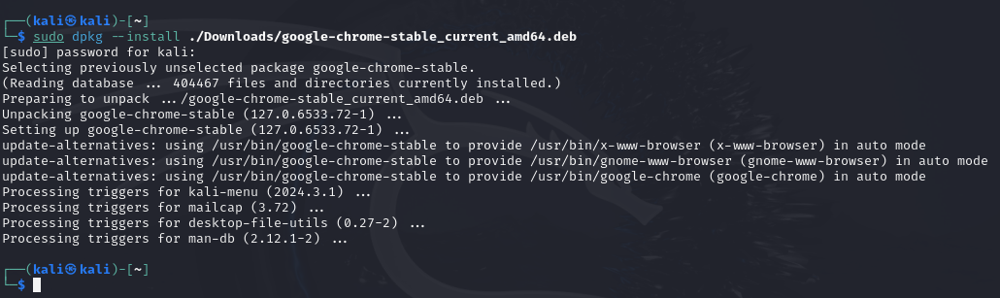 ┌──(kali㉿kali)-[~]
└─$ sudo dpkg --install ./Downloads/google-chrome-stable_current_amd64.deb
[sudo] password for kali:
Selecting previously unselected package google-chrome-stable.
(Reading database ... 404467 files and directories currently installed.)
Preparing to unpack .../google-chrome-stable_current_amd64.deb ...
Unpacking google-chrome-stable (127.0.6533.72-1) ...
Setting up google-chrome-stable (127.0.6533.72-1) ...
update-alternatives: using /usr/bin/google-chrome-stable to provide /usr/bin/x-www-browser (x-www-browser) in auto mode
update-alternatives: using /usr/bin/google-chrome-stable to provide /usr/bin/gnome-www-browser (gnome-www-browser) in auto mode
update-alternatives: using /usr/bin/google-chrome-stable to provide /usr/bin/google-chrome (google-chrome) in auto mode
Processing triggers for kali-menu (2024.3.1) ...
Processing triggers for mailcap (3.72) ...
Processing triggers for desktop-file-utils (0.27-2) ...
Processing triggers for man-db (2.12.1-2) ...
┌──(kali㉿kali)-[~]
└─$